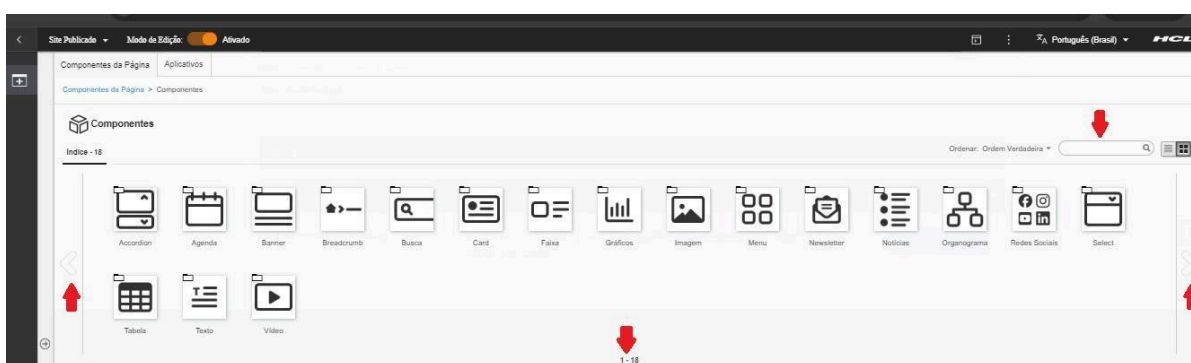 Site Publicado
Modo de Edição:
Ativado
Português (Brasil)
HCL
Componentes da Página
Aplicativos
Componentes da Página > Componentes
Componentes
Indice - 18
Ordenar: Ordem Verdadeira
Accordion
Agenda
Banner
Breadcrumb
Busca
Card
Faixa
Gráficos
Imagem
Menu
Newsletter
Notícias
Organograma
Redes Sociais
Select
Tabela
Texto
Vídeo
1 - 18